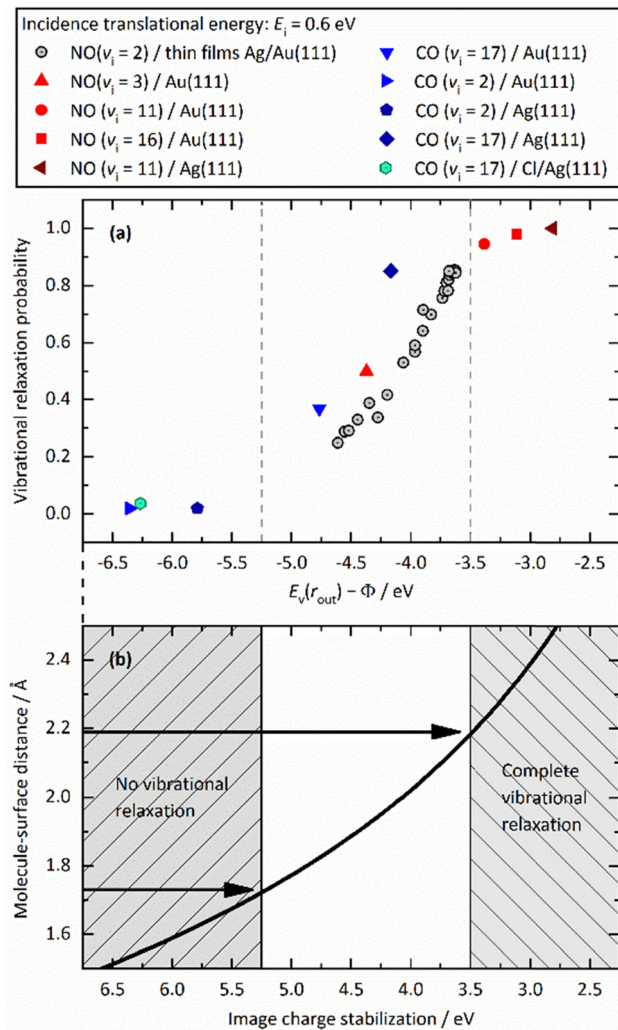 Incidence translational energy: Eᵢ = 0.6 eV
NO(vᵢ = 2) / thin films Ag/Au(111)
NO(vᵢ = 3) / Au(111)
NO (vᵢ = 11) / Au(111)
NO (vᵢ = 16) / Au(111)
NO (vᵢ = 11) / Ag(111)
CO (vᵢ = 17) / Au(111)
CO (vᵢ = 2) / Au(111)
CO (vᵢ = 2) / Ag(111)
CO (vᵢ = 17) / Ag(111)
CO (vᵢ = 17) / Cl/Ag(111)
(a)
Vibrational relaxation probability
1.0
0.8
0.6
0.4
0.2
0.0
-6.5 -6.0 -5.5 -5.0 -4.5 -4.0 -3.5 -3.0 -2.5
Eᵥ(r_out) − Φ / eV
(b)
Molecule-surface distance / Å
2.4
2.2
2.0
1.8
1.6
No vibrational
relaxation
Complete
vibrational
relaxation
6.5 6.0 5.5 5.0 4.5 4.0 3.5 3.0 2.5
Image charge stabilization / eV